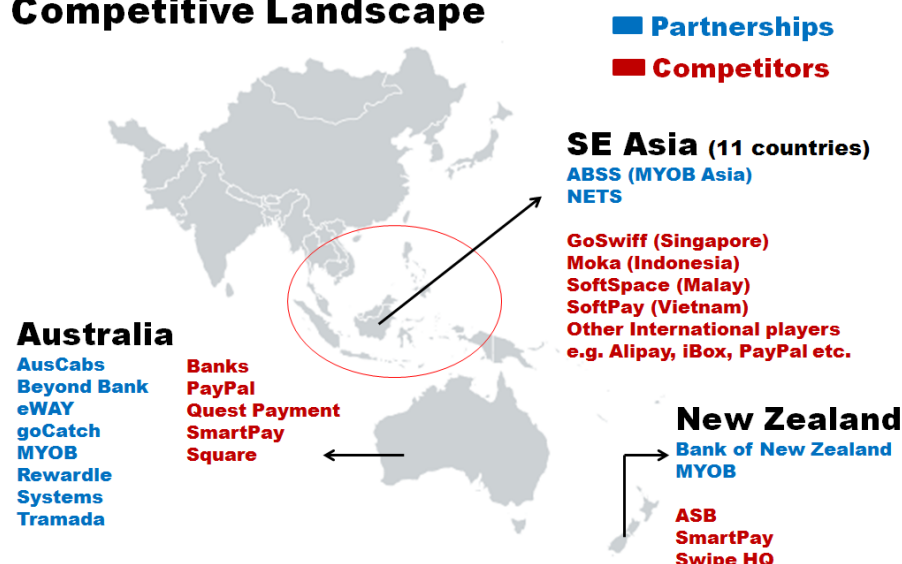 Competitive Landscape
Partnerships
Competitors
SE Asia (11 countries)
ABSS (MYOB Asia)
NETS
GoSwiff (Singapore)
Moka (Indonesia)
SoftSpace (Malay)
SoftPay (Vietnam)
Other International players
e.g. Alipay, iBox, PayPal etc.
Australia
AusCabs
Beyond Bank
eWAY
goCatch
MYOB
Rewardle
Systems
Tramada
Banks
PayPal
Quest Payment
SmartPay
Square
New Zealand
Bank of New Zealand
MYOB
ASB
SmartPay
Swipe HQ